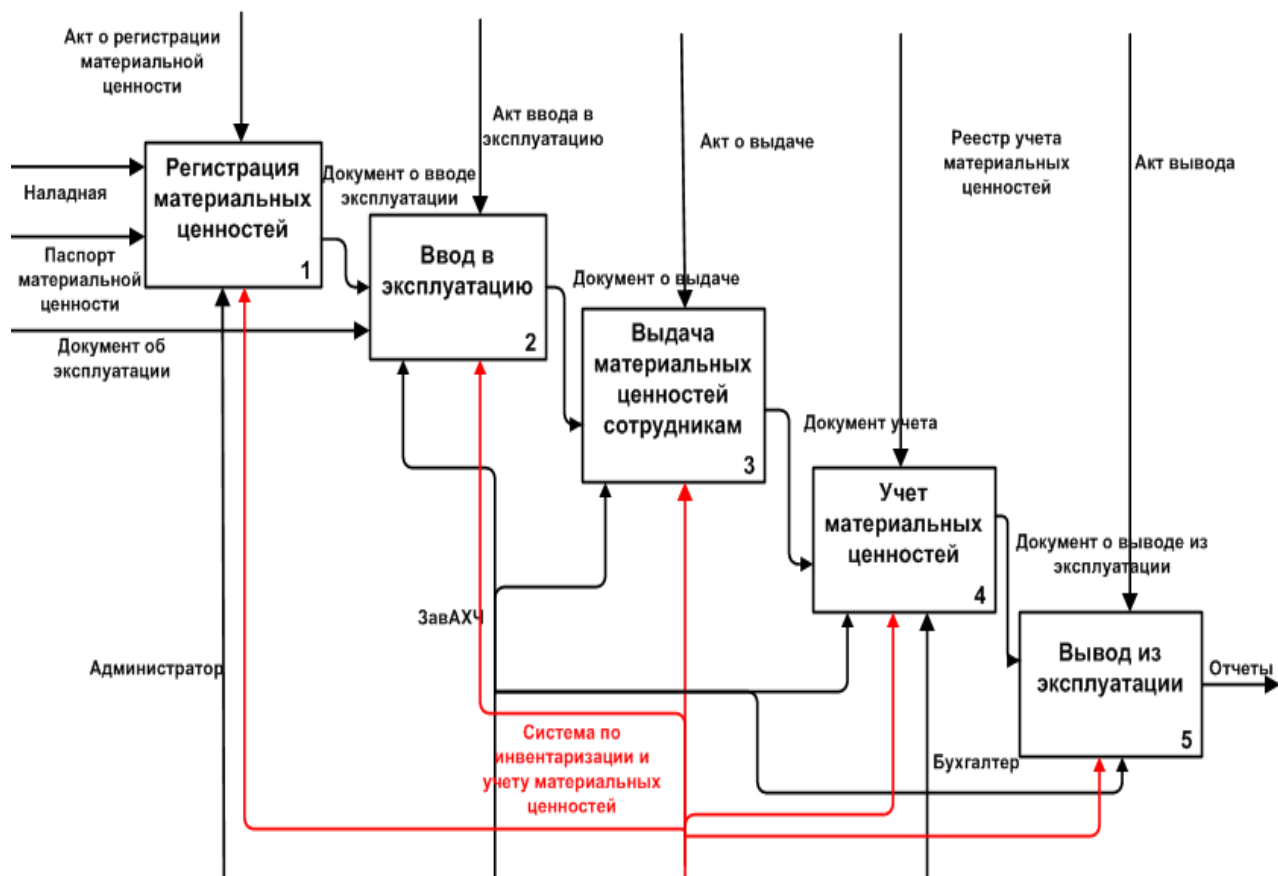 Акт о регистрации
материальной
ценности
Акт ввода в
эксплуатацию
Акт о выдаче
Реестр учета
материальных
ценностей
Акт вывода
Наладная
Паспорт
материальной
ценности
Документ об
эксплуатации
Регистрация
материальных
ценностей
1
Документ о вводе
эксплуатации
Ввод в
эксплуатацию
2
Документ о выдаче
Выдача
материальных
ценностей
сотрудникам
3
Документ учета
Учет
материальных
ценностей
4
Документ о выводе из
эксплуатации
Вывод из
эксплуатации
5
Отчеты
Администратор
ЗавАХЧ
Система по
инвентаризации и
учету материальных
ценностей
Бухгалтер